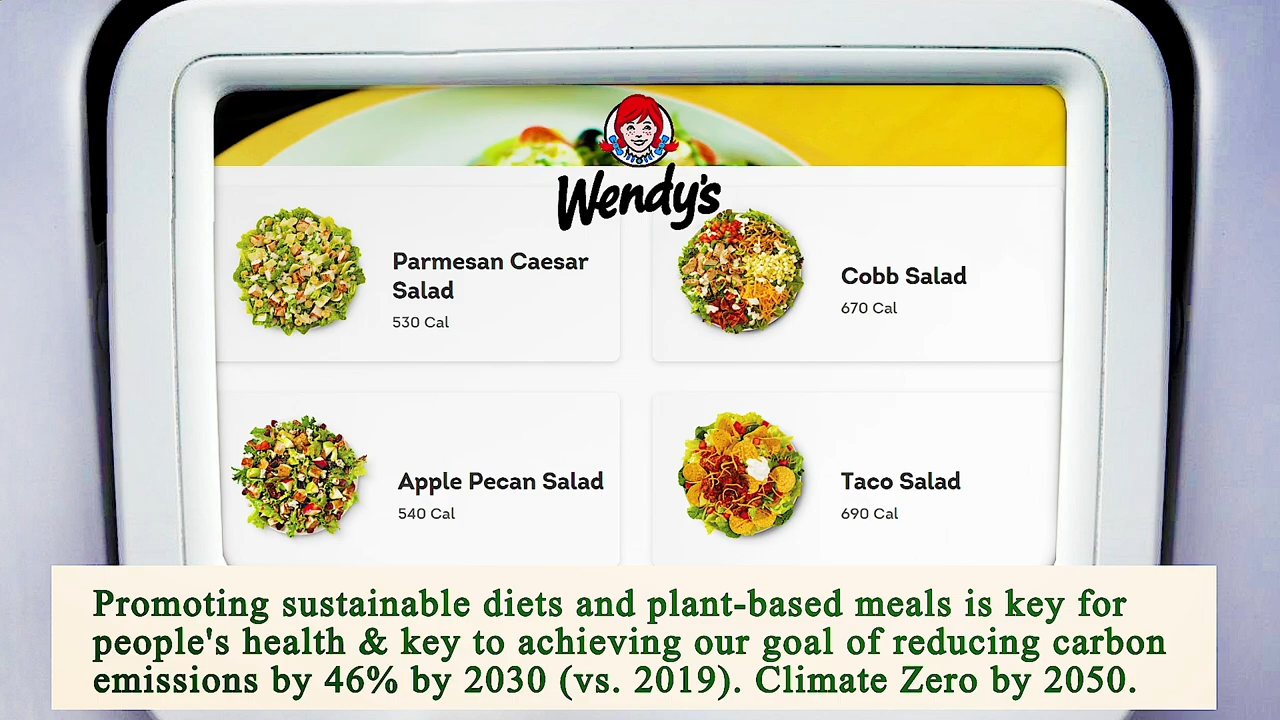 Wendy's
Parmesan Caesar
Salad
530 Cal
Cobb Salad
670 Cal
Apple Pecan Salad
540 Cal
Taco Salad
690 Cal
Promoting sustainable diets and plant-based meals is key for
people's health & key to achieving our goal of reducing carbon
emissions by 46% by 2030 (vs. 2019). Climate Zero by 2050.